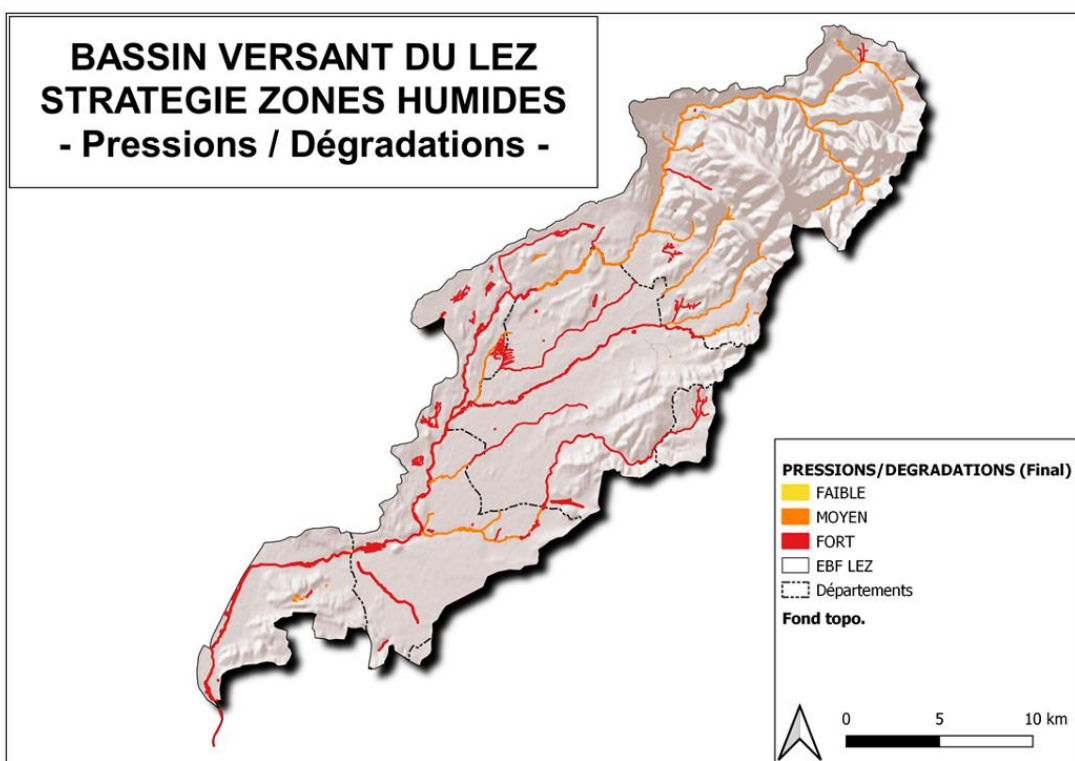 BASSIN VERSANT DU LEZ
STRATEGIE ZONES HUMIDES
- Pressions / Dégradations -
PRESSIONS/DEGRADATIONS (Final)
FAIBLE
MOYEN
FORT
EBF LEZ
Départements
Fond topo.
0 5 10 km